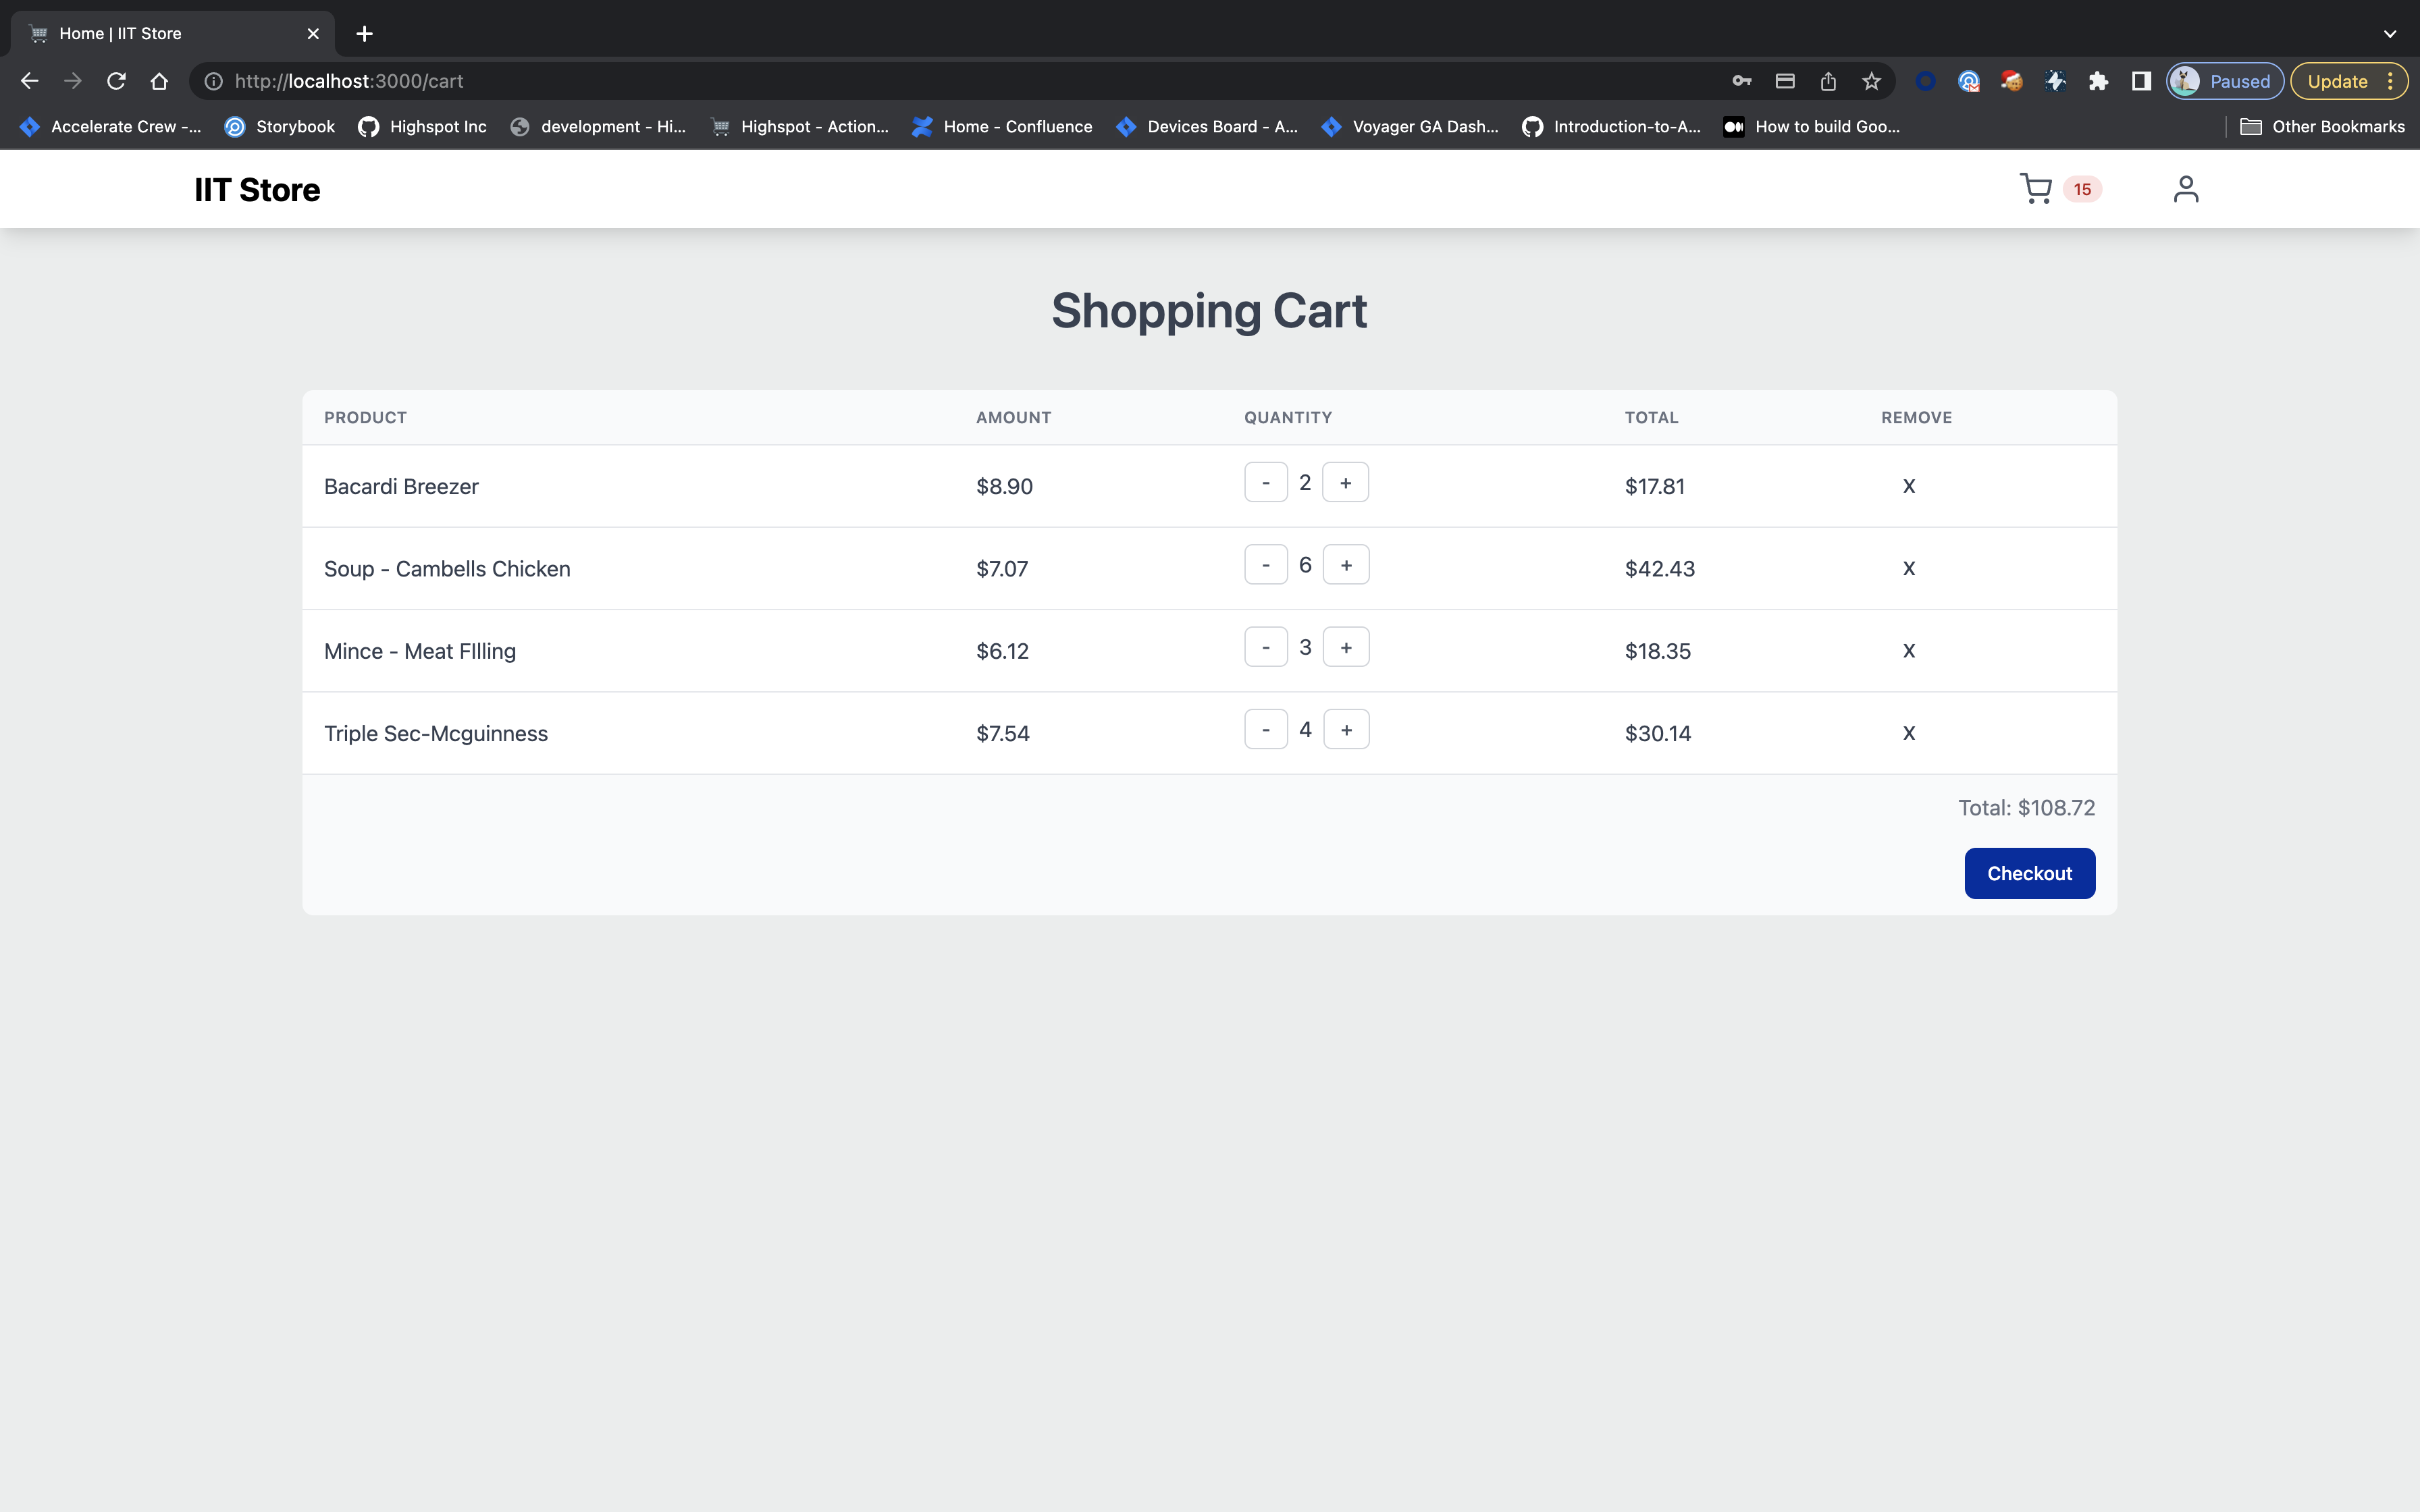 Home | IIT Store
http://localhost:3000/cart
Paused
Update
Accelerate Crew -... Storybook Highspot Inc development - Hi... Highspot - Action... Home - Confluence Devices Board - A... Voyager GA Dash... Introduction-to-A... How to build Goo... Other Bookmarks
IIT Store 15
Shopping Cart
PRODUCT AMOUNT QUANTITY TOTAL REMOVE
Bacardi Breezer $8.90 - 2 + $17.81 X
Soup - Cambells Chicken $7.07 - 6 + $42.43 X
Mince - Meat FIlling $6.12 - 3 + $18.35 X
Triple Sec-Mcguinness $7.54 - 4 + $30.14 X
Total: $108.72
Checkout